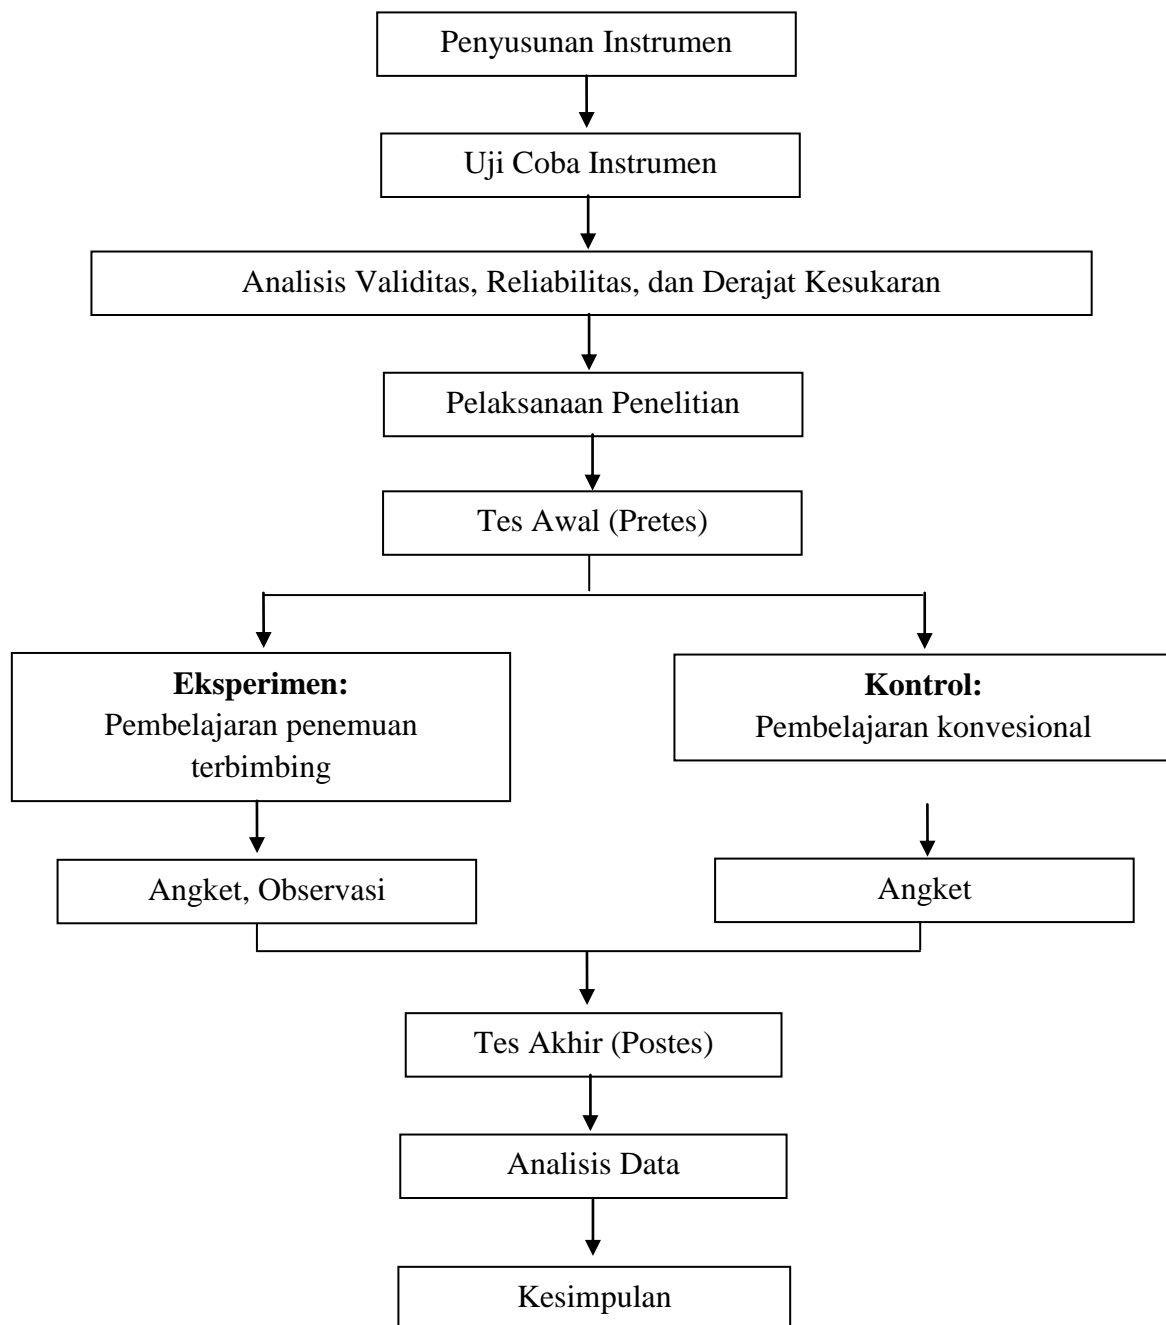 Penyusunan Instrumen
Uji Coba Instrumen
Analisis Validitas, Reliabilitas, dan Derajat Kesukaran
Pelaksanaan Penelitian
Tes Awal (Pretes)
Eksperimen:
Pembelajaran penemuan
terbimbing
Kontrol:
Pembelajaran konvesional
Angket, Observasi
Angket
Tes Akhir (Postes)
Analisis Data
Kesimpulan